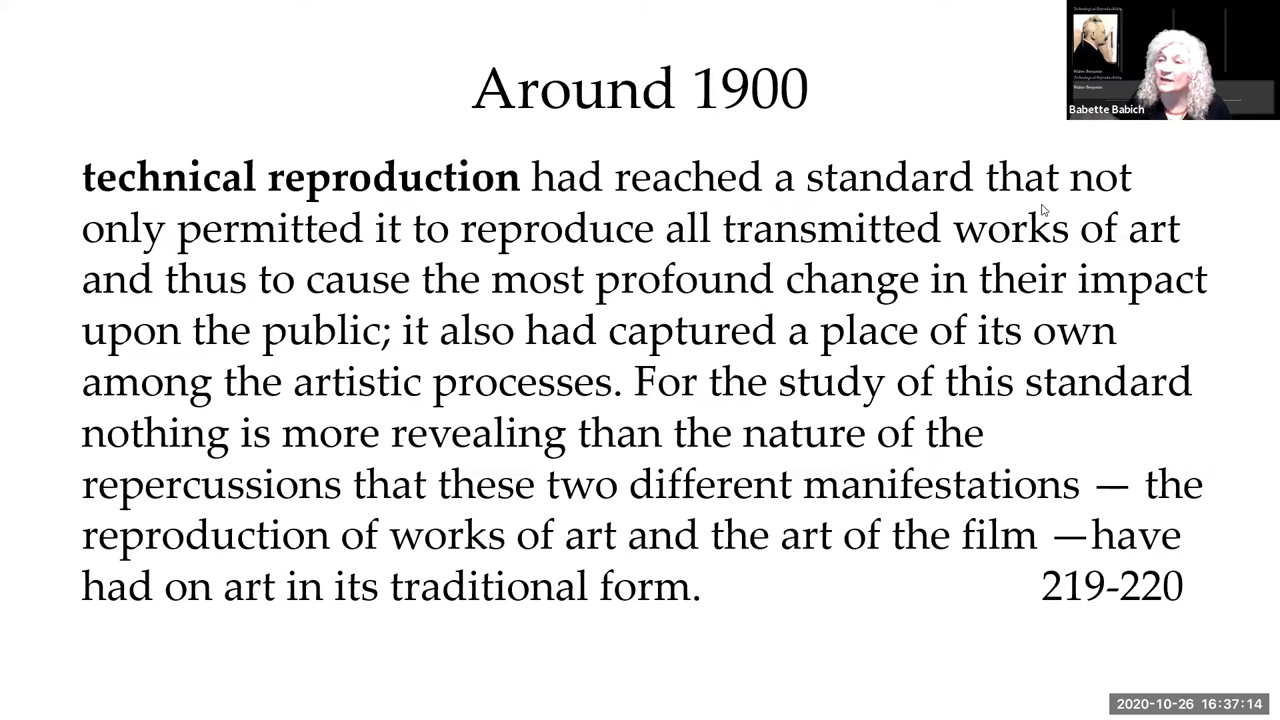 Around 1900
technical reproduction had reached a standard that not
only permitted it to reproduce all transmitted works of art
and thus to cause the most profound change in their impact
upon the public; it also had captured a place of its own
among the artistic processes. For the study of this standard
nothing is more revealing than the nature of the
repercussions that these two different manifestations — the
reproduction of works of art and the art of the film —have
had on art in its traditional form. 219-220
Babette Babich
2020-10-26 16:37:14